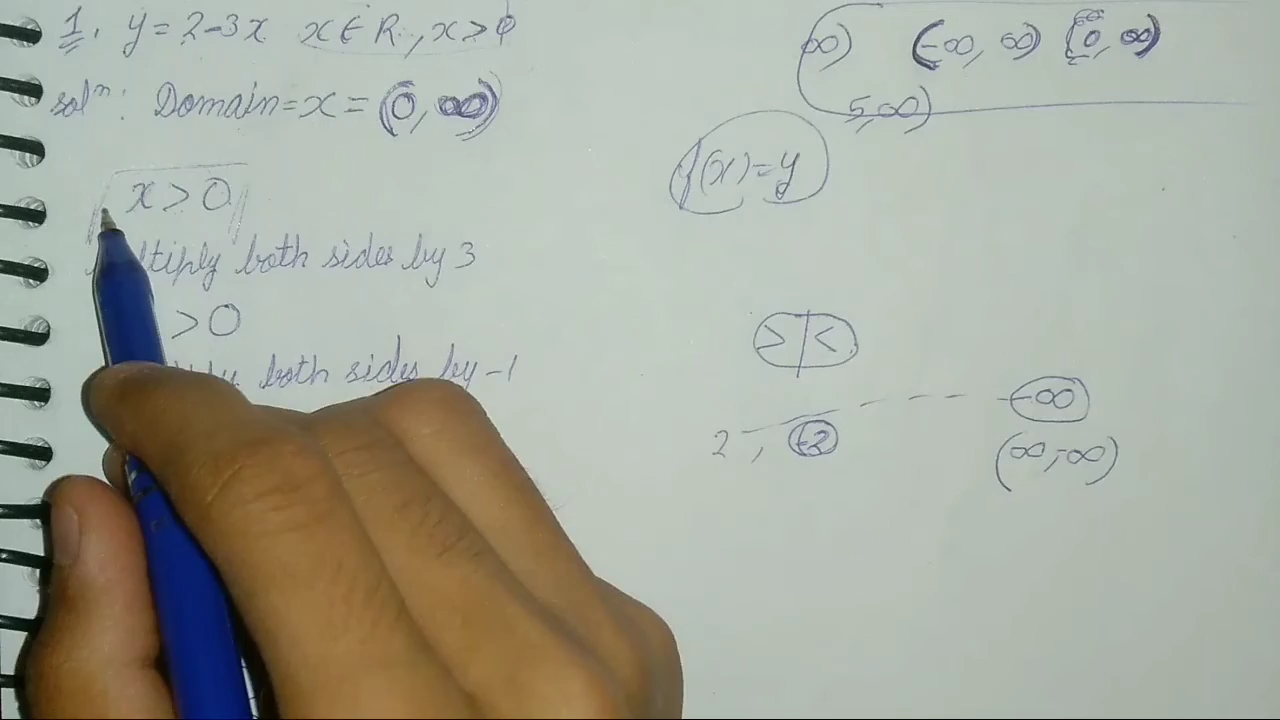 1. y = 2-3x x ∈ R, x > 0
solⁿ: Domain = x = (0, ∞)
x > 0
both sides by 3
> 0
both sides by -1
∞) (-∞, ∞) [0, ∞)
5, ∞)
f(x) = y
> | <
2, -2 - - - -∞
(∞, -∞)